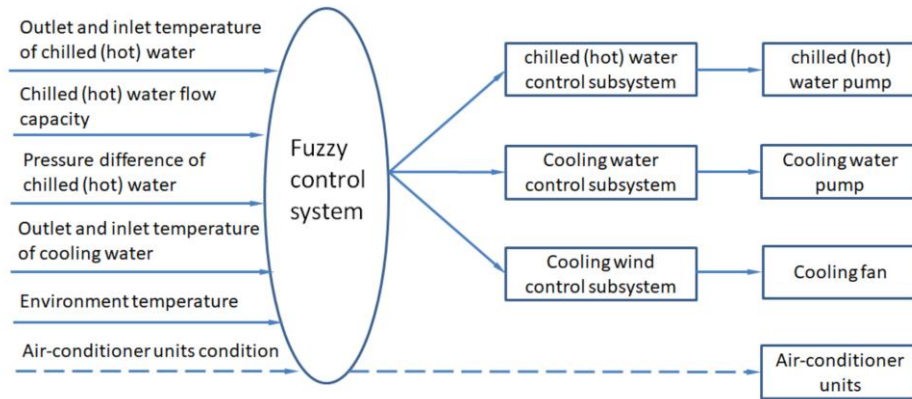 Outlet and inlet temperature
of chilled (hot) water
Chilled (hot) water flow
capacity
Pressure difference of
chilled (hot) water
Outlet and inlet temperature
of cooling water
Environment temperature
Air-conditioner units condition
Fuzzy
control
system
chilled (hot) water
control subsystem
chilled (hot)
water pump
Cooling water
control subsystem
Cooling water
pump
Cooling wind
control subsystem
Cooling fan
Air-conditioner
units